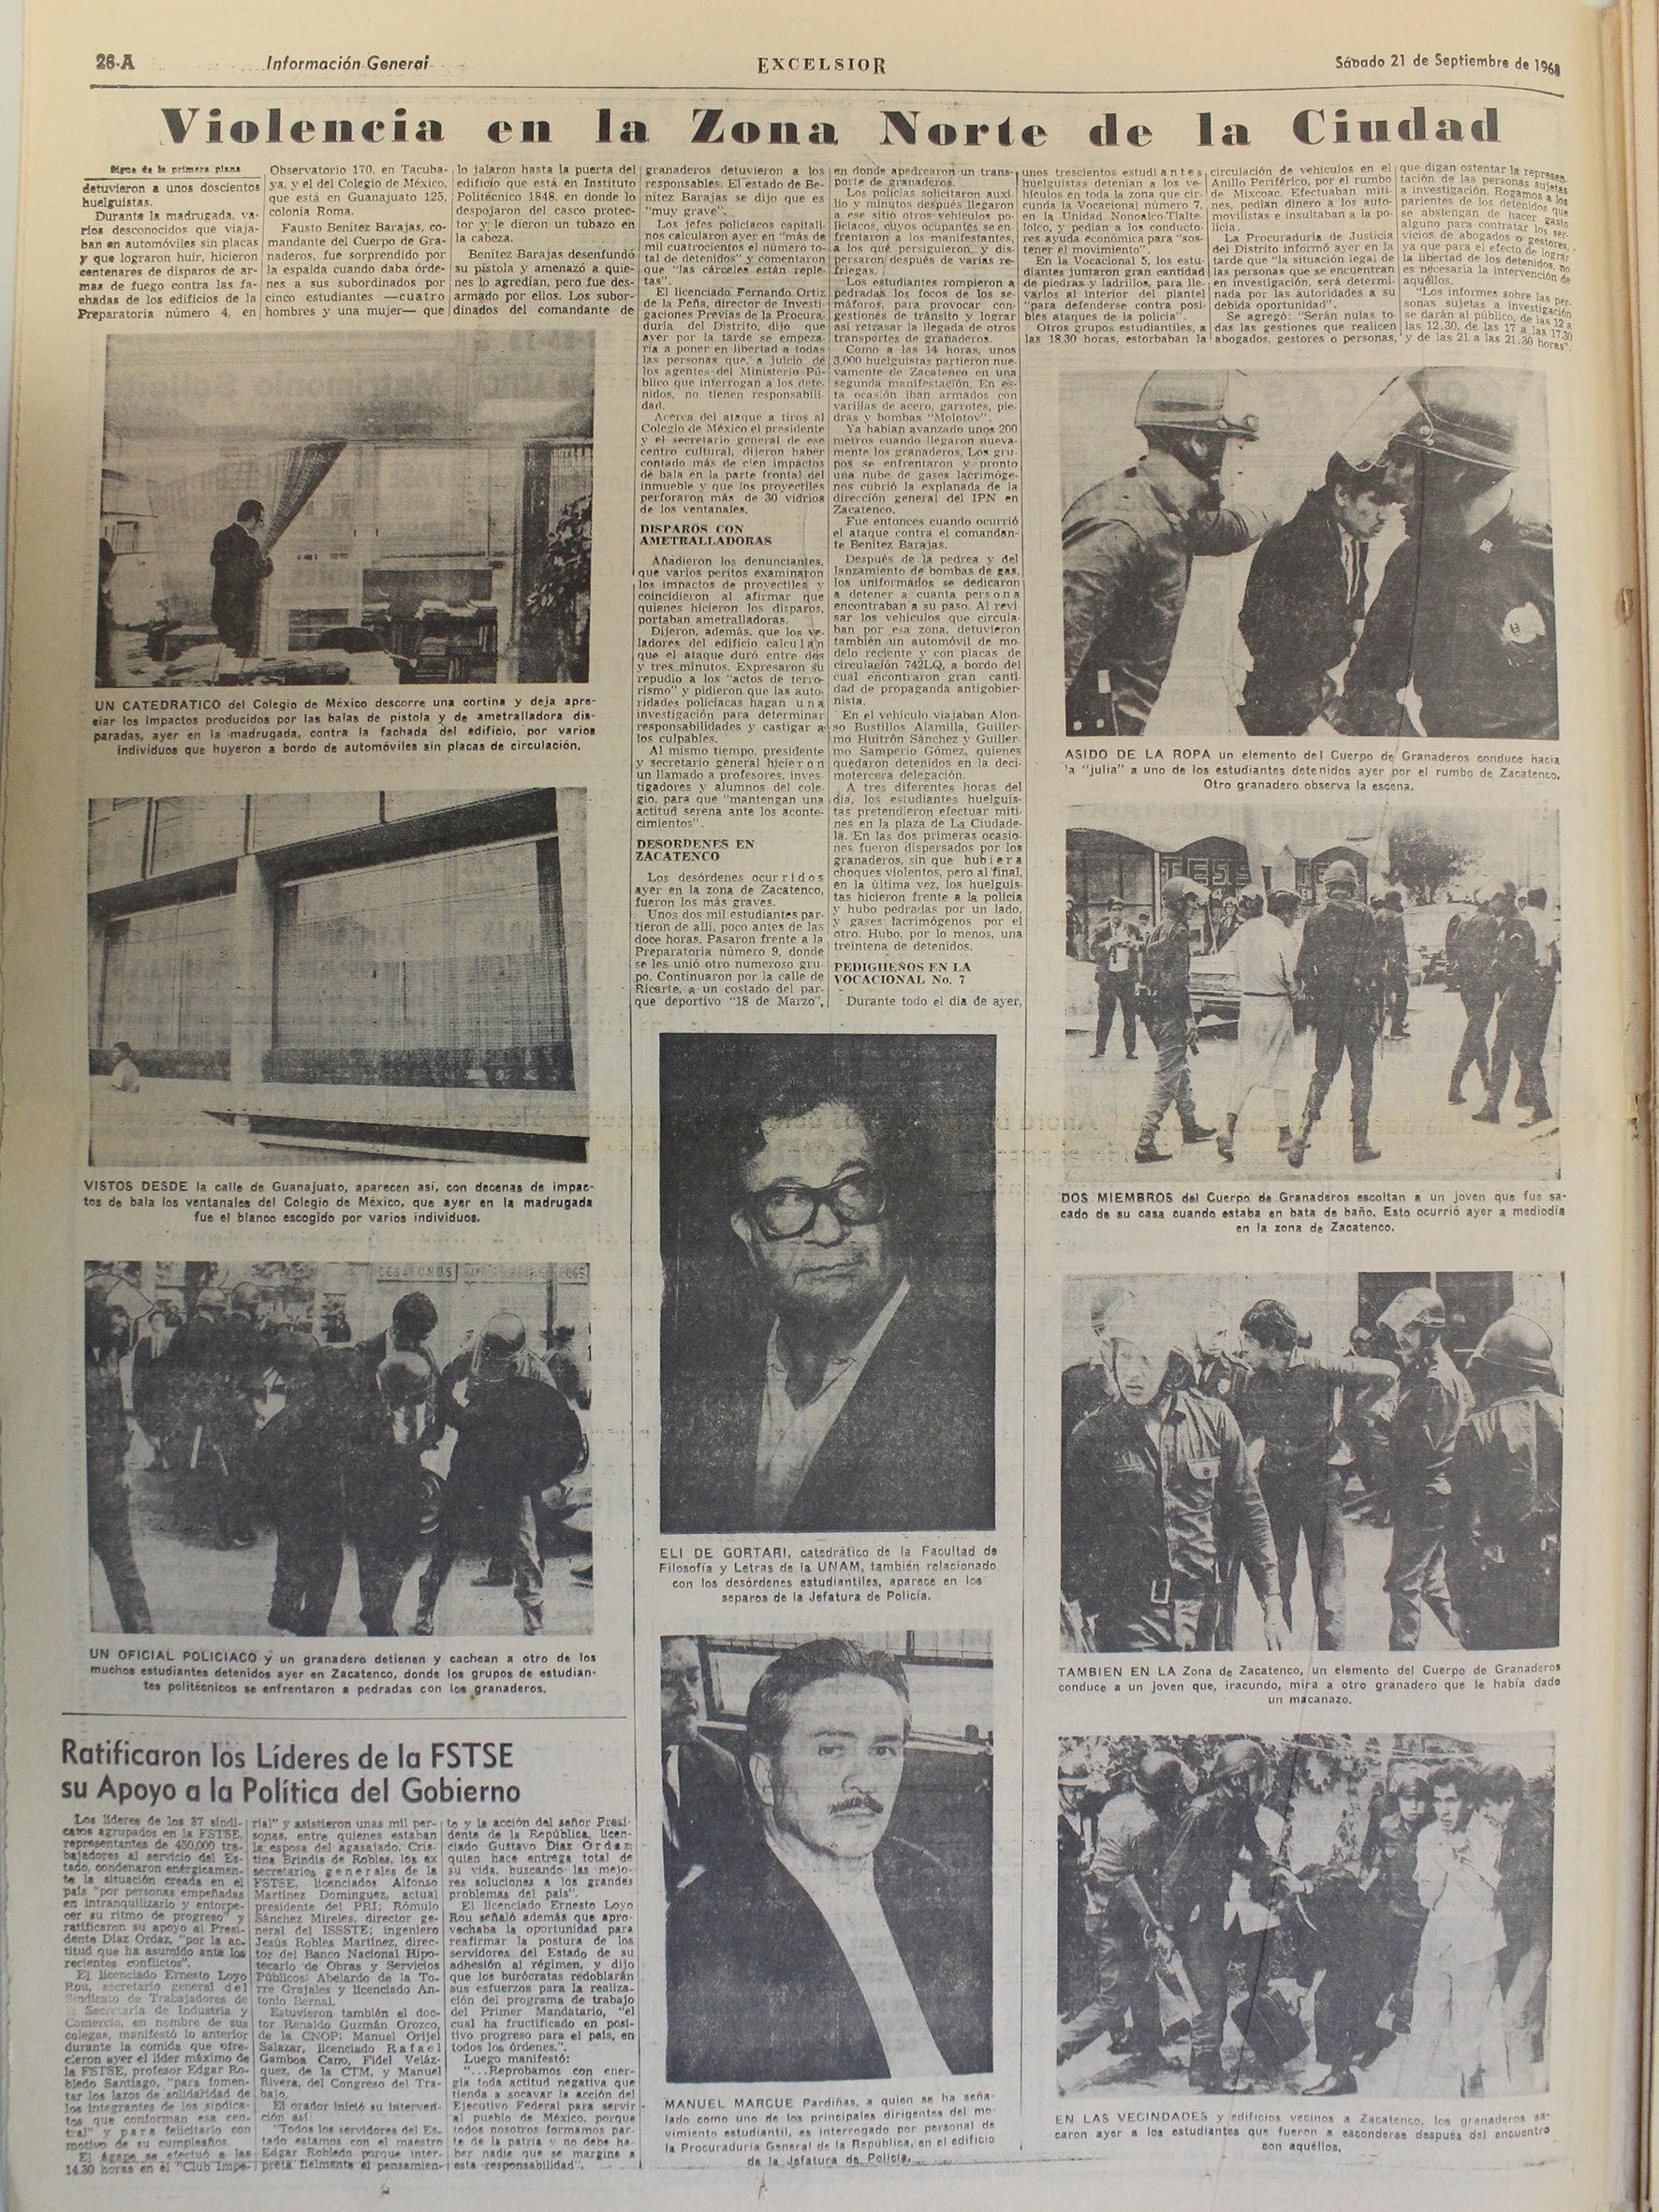 26-A
Información General
EXCELSIOR
Sábado 21 de Septiembre de 1968
Violencia en la Zona Norte de la Ciudad
Sigue de la primera plana
detuvieron a unos doscientos
huelguistas.
Durante la madrugada, va-
rios desconocidos que viaja-
ban en automóviles sin placas
y que lograron huir, hicieron
centenares de disparos de ar-
mas de fuego contra las fa-
chadas de los edificios de la
Preparatoria número 4, en
Observatorio 170, en Tacuba-
ya, y el del Colegio de México,
que está en Guanajuato 125,
colonia Roma.
Fausto Benítez Barajas, co-
mandante del Cuerpo de Gra-
naderos, fue sorprendido por
la espalda cuando daba órde-
nes a sus subordinados por
cinco estudiantes —cuatro
hombres y una mujer— que
lo jalaron hasta la puerta del
edificio que está en Instituto
Politécnico 1848, en donde lo
despojaron del casco protec-
tor y le dieron un tubazo en
la cabeza.
Benítez Barajas desenfundó
su pistola y amenazó a quie-
nes lo agredían, pero fue des-
armado por ellos. Los subor-
dinados del comandante de
granaderos detuvieron a los
responsables. El estado de Be-
nítez Barajas se dijo que es
"muy grave".
Los jefes policíacos capitali-
nos calcularon ayer en "más de
mil cuatrocientos el número to-
tal de detenidos" y comentaron
que "las cárceles están reple-
tas".
El licenciado Fernando Ortiz
de la Peña, director de Investi-
gaciones Previas de la Procura-
duría del Distrito, dijo que
ayer por la tarde se empeza-
ría a poner en libertad a todas
las personas que, a juicio de
los agentes del Ministerio Pú-
blico que interrogan a los dete-
nidos, no tienen responsabili-
dad.
Acerca del ataque a tiros al
Colegio de México el presidente
y el secretario general de ese
centro cultural, dijeron haber
contado más de cien impactos
de bala en la parte frontal del
inmueble y que los proyectiles
perforaron más de 30 vidrios
de los ventanales.
DISPAROS CON
AMETRALLADORAS
Añadieron los denunciantes,
que varios peritos examinaron
los impactos de proyectiles y
coincidieron al afirmar que
quienes hicieron los disparos,
portaban ametralladoras.
Dijeron, además, que los ve-
ladores del edificio calculan
que el ataque duró entre dos
y tres minutos. Expresaron su
repudio a los "actos de terro-
rismo" y pidieron que las auto-
ridades policíacas hagan una
investigación para determinar
responsabilidades y castigar a
los culpables.
Al mismo tiempo, presidente
y secretario general hicieron
un llamado a profesores, inves-
tigadores y alumnos del cole-
gio, para que "mantengan una
actitud serena ante los aconte-
cimientos".
DESORDENES EN
ZACATENCO
Los desórdenes ocurridos
ayer en la zona de Zacatenco,
fueron los más graves.
Unos dos mil estudiantes par-
tieron de allí, poco antes de las
doce horas. Pasaron frente a la
Preparatoria número 9, donde
se les unió otro numeroso gru-
po. Continuaron por la calle de
Ricarte, a un costado del par-
que deportivo "18 de Marzo",
en donde apedrearon un trans-
porte de granaderos.
Los policías solicitaron auxi-
lio y minutos después llegaron
a ese sitio otros vehículos po-
licíacos, cuyos ocupantes se en-
frentaron a los manifestantes,
a los que persiguieron, y dis-
persaron después de varias re-
friegas.
Los estudiantes rompieron a
pedradas los focos de los se-
máforos, para provocar con-
gestiones de tránsito y lograr
así retrasar la llegada de otros
transportes de granaderos.
Como a las 14 horas, unos
3,000 huelguistas partieron nue-
vamente de Zacatenco en una
segunda manifestación. En es-
ta ocasión iban armados con
varillas de acero, garrotes, pie-
dras y bombas "Molotov".
Ya habían avanzado unos 200
metros cuando llegaron nueva-
mente los granaderos. Los gru-
pos se enfrentaron y pronto
una nube de gases lacrimóge-
nos cubrió la explanada de la
dirección general del IPN en
Zacatenco.
Fue entonces cuando ocurrió
el ataque contra el comandan-
te Benítez Barajas.
Después de la pedrea y del
lanzamiento de bombas de gas,
los uniformados se dedicaron
a detener a cuanta persona
encontraban a su paso. Al revi-
sar los vehículos que circula-
ban por esa zona, detuvieron
también un automóvil de mo-
delo reciente y con placas de
circulación 742LQ, a bordo del
cual encontraron gran canti-
dad de propaganda antigobier-
nista.
En el vehículo viajaban Alon-
so Bustillos Alamilla, Guiller-
mo Huitrón Sánchez y Guiller-
mo Samperio Gómez, quienes
quedaron detenidos en la deci-
motercera delegación.
A tres diferentes horas del
día, los estudiantes huelguis-
tas pretendieron efectuar míti-
nes en la plaza de La Ciudade-
la. En las dos primeras ocasio-
nes fueron dispersados por los
granaderos, sin que hubiera
choques violentos, pero al final,
en la última vez, los huelguis-
tas hicieron frente a la policía
y hubo pedradas por un lado,
y gases lacrimógenos por el
otro. Hubo, por lo menos, una
treintena de detenidos.
PEDIGUEÑOS EN LA
VOCACIONAL No. 7
Durante todo el día de ayer,
unos trescientos estudiantes
huelguistas detenían a los ve-
hículos en toda la zona que cir-
cunda la Vocacional número 7,
en la Unidad Nonoalco-Tlalte-
lolco, y pedían a los conducto-
res ayuda económica para "sos-
tener el movimiento".
En la Vocacional 5, los estu-
diantes juntaron gran cantidad
de piedras y ladrillos, para lle-
varlos al interior del plantel
"para defenderse contra posi-
bles ataques de la policía".
Otros grupos estudiantiles, a
las 18.30 horas, estorbaban la
circulación de vehículos en el
Anillo Periférico, por el rumbo
de Mixcoac. Efectuaban míti-
nes, pedían dinero a los auto-
movilistas e insultaban a la po-
licía.
La Procuraduría de Justicia
del Distrito informó ayer en la
tarde que "la situación legal de
las personas que se encuentran
en investigación, será determi-
nada por las autoridades a su
debida oportunidad".
Se agregó: "Serán nulas to-
das las gestiones que realicen
abogados, gestores o personas,
que digan ostentar la represen-
tación de las personas sujetas
a investigación. Rogamos a los
parientes de los detenidos que
se abstengan de hacer gasto
alguno para contratar los ser-
vicios de abogados o gestores,
ya que para el efecto de lograr
la libertad de los detenidos, no
es necesaria la intervención de
aquéllos.
"Los informes sobre las per-
sonas sujetas a investigación
se darán al público, de las 12 a
las 12.30, de las 17 a las 17.30
y de las 21 a las 21.30 horas".
UN CATEDRATICO del Colegio de México descorre una cortina y deja apre-
ciar los impactos producidos por las balas de pistola y de ametralladora dis-
paradas, ayer en la madrugada, contra la fachada del edificio, por varios
individuos que huyeron a bordo de automóviles sin placas de circulación.
VISTOS DESDE la calle de Guanajuato, aparecen así, con decenas de impac-
tos de bala los ventanales del Colegio de México, que ayer en la madrugada
fue el blanco escogido por varios individuos.
DESAYUNOS
UN OFICIAL POLICIACO y un granadero detienen y cachean a otro de los
muchos estudiantes detenidos ayer en Zacatenco, donde los grupos de estudian-
tes politécnicos se enfrentaron a pedradas con los granaderos.
ELI DE GORTARI, catedrático de la Facultad de
Filosofía y Letras de la UNAM, también relacionado
con los desórdenes estudiantiles, aparece en los
separos de la Jefatura de Policía.
MANUEL MARCUE Pardiñas, a quien se ha seña-
lado como uno de los principales dirigentes del mo-
vimiento estudiantil, es interrogado por personal de
la Procuraduría General de la República, en el edificio
de la Jefatura de Policía.
ASIDO DE LA ROPA un elemento del Cuerpo de Granaderos conduce hacia
la "julia" a uno de los estudiantes detenidos ayer por el rumbo de Zacatenco.
Otro granadero observa la escena.
DOS MIEMBROS del Cuerpo de Granaderos escoltan a un joven que fue sa-
cado de su casa cuando estaba en bata de baño. Esto ocurrió ayer a mediodía
en la zona de Zacatenco.
TAMBIEN EN LA Zona de Zacatenco, un elemento del Cuerpo de Granaderos
conduce a un joven que, iracundo, mira a otro granadero que le había dado
un macanazo.
EN LAS VECINDADES y edificios vecinos a Zacatenco, los granaderos sa-
caron ayer a los estudiantes que fueron a esconderse después del encuentro
con aquéllos.
Ratificaron los Líderes de la FSTSE
su Apoyo a la Política del Gobierno
Los líderes de los 37 sindi-
catos agrupados en la FSTSE,
representantes de 450,000 tra-
bajadores al servicio del Es-
tado, condenaron enérgicamen-
te la situación creada en el
país "por personas empeñadas
en intranquilizarlo y entorpe-
cer su ritmo de progreso" y
ratificaron su apoyo al Presi-
dente Díaz Ordaz, "por la ac-
titud que ha asumido ante los
recientes conflictos".
El licenciado Ernesto Loyo
Rou, secretario general del
Sindicato de Trabajadores de
la Secretaría de Industria y
Comercio, en nombre de sus
colegas, manifestó lo anterior
durante la comida que ofre-
cieron ayer el líder máximo de
la FSTSE, profesor Edgar Ro-
bledo Santiago, "para fomen-
tar los lazos de solidaridad de
los integrantes de los sindica-
tos que conforman esa cen-
tral" y para felicitarlo con
motivo de su cumpleaños.
El ágape se efectuó a las
14.30 horas en el "Club Impe-
rial" y asistieron unas mil per-
sonas, entre quienes estaban
la esposa del agasajado, Cris-
tina Brindis de Robles, los ex
secretarios generales de la
FSTSE, licenciados Alfonso
Martínez Domínguez, actual
presidente del PRI; Rómulo
Sánchez Mireles, director ge-
neral del ISSSTE; ingeniero
Jesús Robles Martínez, direc-
tor del Banco Nacional Hipo-
tecario de Obras y Servicios
Públicos; Abelardo de la To-
rre Grajales y licenciado An-
tonio Bernal.
Estuvieron también el doc-
tor Renaldo Guzmán Orozco,
de la CNOP; Manuel Orijel
Salazar, licenciado Rafael
Gamboa Cano, Fidel Veláz-
quez, de la CTM, y Manuel
Rivera, del Congreso del Tra-
bajo.
El orador inició su interven-
ción así:
"Todos los servidores del Es-
tado estamos con el maestro
Edgar Robledo porque inter-
preta fielmente el pensamien-
to y la acción del señor Presi-
dente de la República, licen-
ciado Gustavo Díaz Ordaz;
quien hace entrega total de
su vida, buscando las mejo-
res soluciones a los grandes
problemas del país".
El licenciado Ernesto Loyo
Rou señaló además que apro-
vechaba la oportunidad para
reafirmar la postura de los
servidores del Estado de su
adhesión al régimen, y dijo
que los burócratas redoblarán
sus esfuerzos para la realiza-
ción del programa de trabajo
del Primer Mandatario, "el
cual ha fructificado en posi-
tivo progreso para el país, en
todos los órdenes".
Luego manifestó:
"...Reprobamos con ener-
gía toda actitud negativa que
tienda a socavar la acción del
Ejecutivo Federal para servir
al pueblo de México, porque
todos nosotros formamos par-
te de la patria y no debe ha-
ber nadie que se margine a
esta responsabilidad".